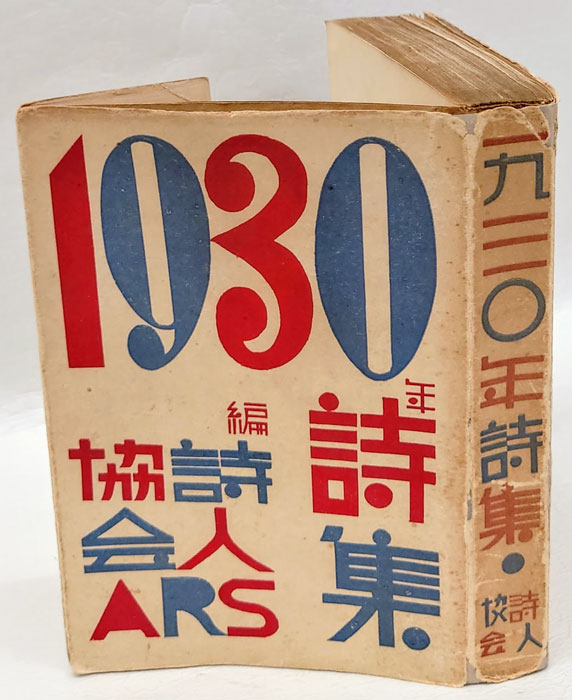 1930
年
詩集
詩人
協会
編
ARS
一九三〇年詩集・
詩人
協会